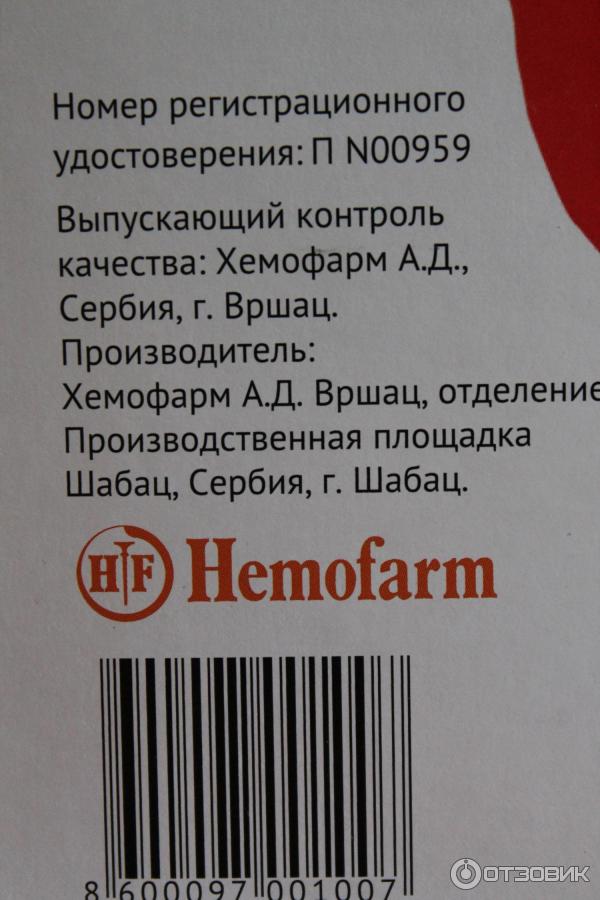 Номер регистрационного
удостоверения: П N00959
Выпускающий контроль
качества: Хемофарм А.Д.,
Сербия, г. Вршац.
Производитель:
Хемофарм А.Д. Вршац, отделение
Производственная площадка
Шабац, Сербия, г. Шабац.
HF Hemofarm
8 600097 001007
ОТЗОВИК